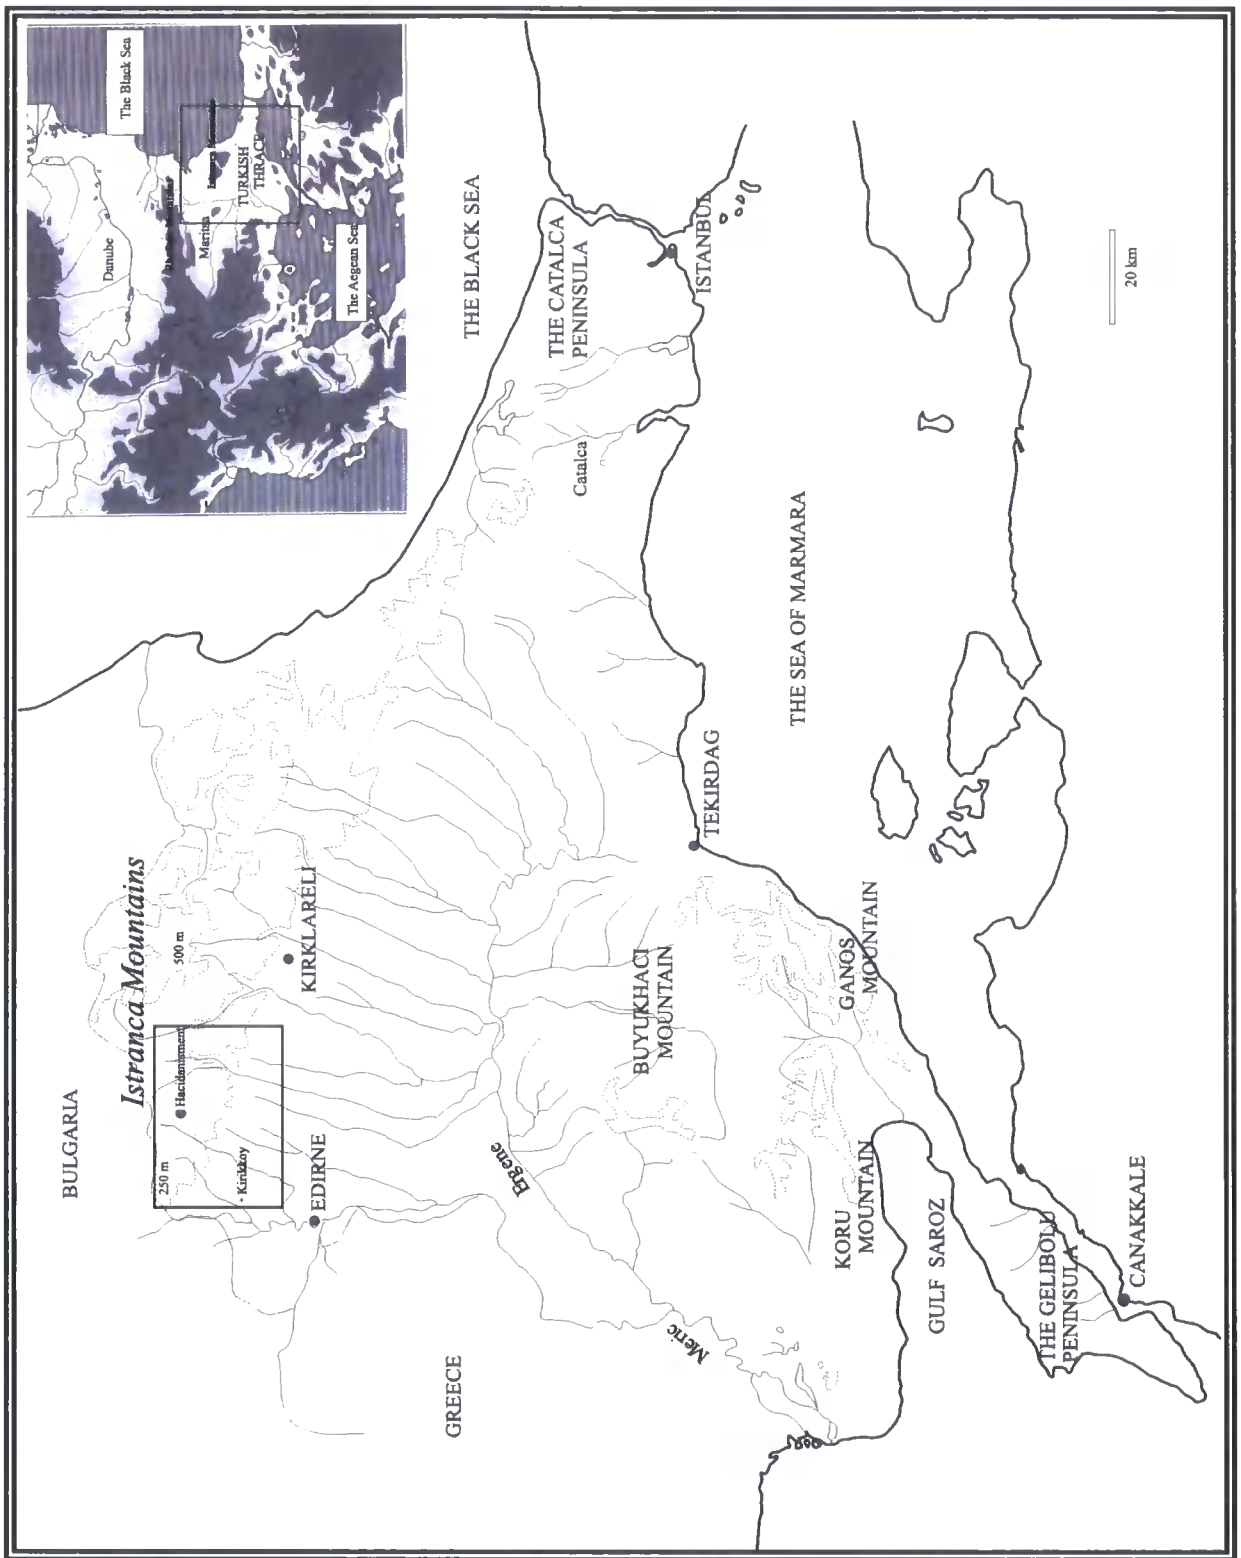 The Black Sea
Danube
Maritsa
TURKISH
THRACE
The Aegean Sea
BULGARIA
Istranca Mountains
250 m
500 m
Kirikkoy
EDIRNE
KIRKLARELI
THE BLACK SEA
GREECE
Ergene
Meric
THE CATALCA
PENINSULA
Catalca
ISTANBUL
BUYUKHACI
MOUNTAIN
TEKIRDAG
THE SEA OF MARMARA
KORU
MOUNTAIN
GANOS
MOUNTAIN
GULF SAROZ
THE GELIBOLU
PENINSULA
CANAKKALE
20 km